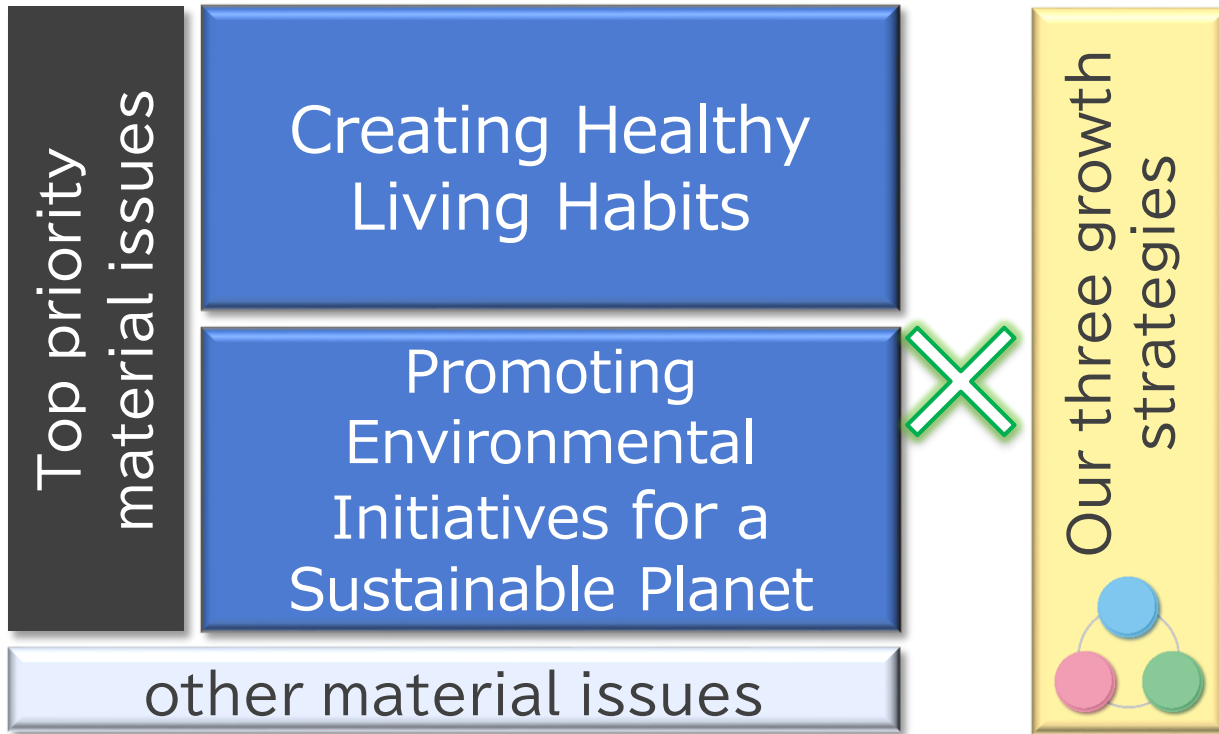 Top priority
material issues
Creating Healthy
Living Habits
Promoting
Environmental
Initiatives for a
Sustainable Planet
other material issues
Our three growth
strategies